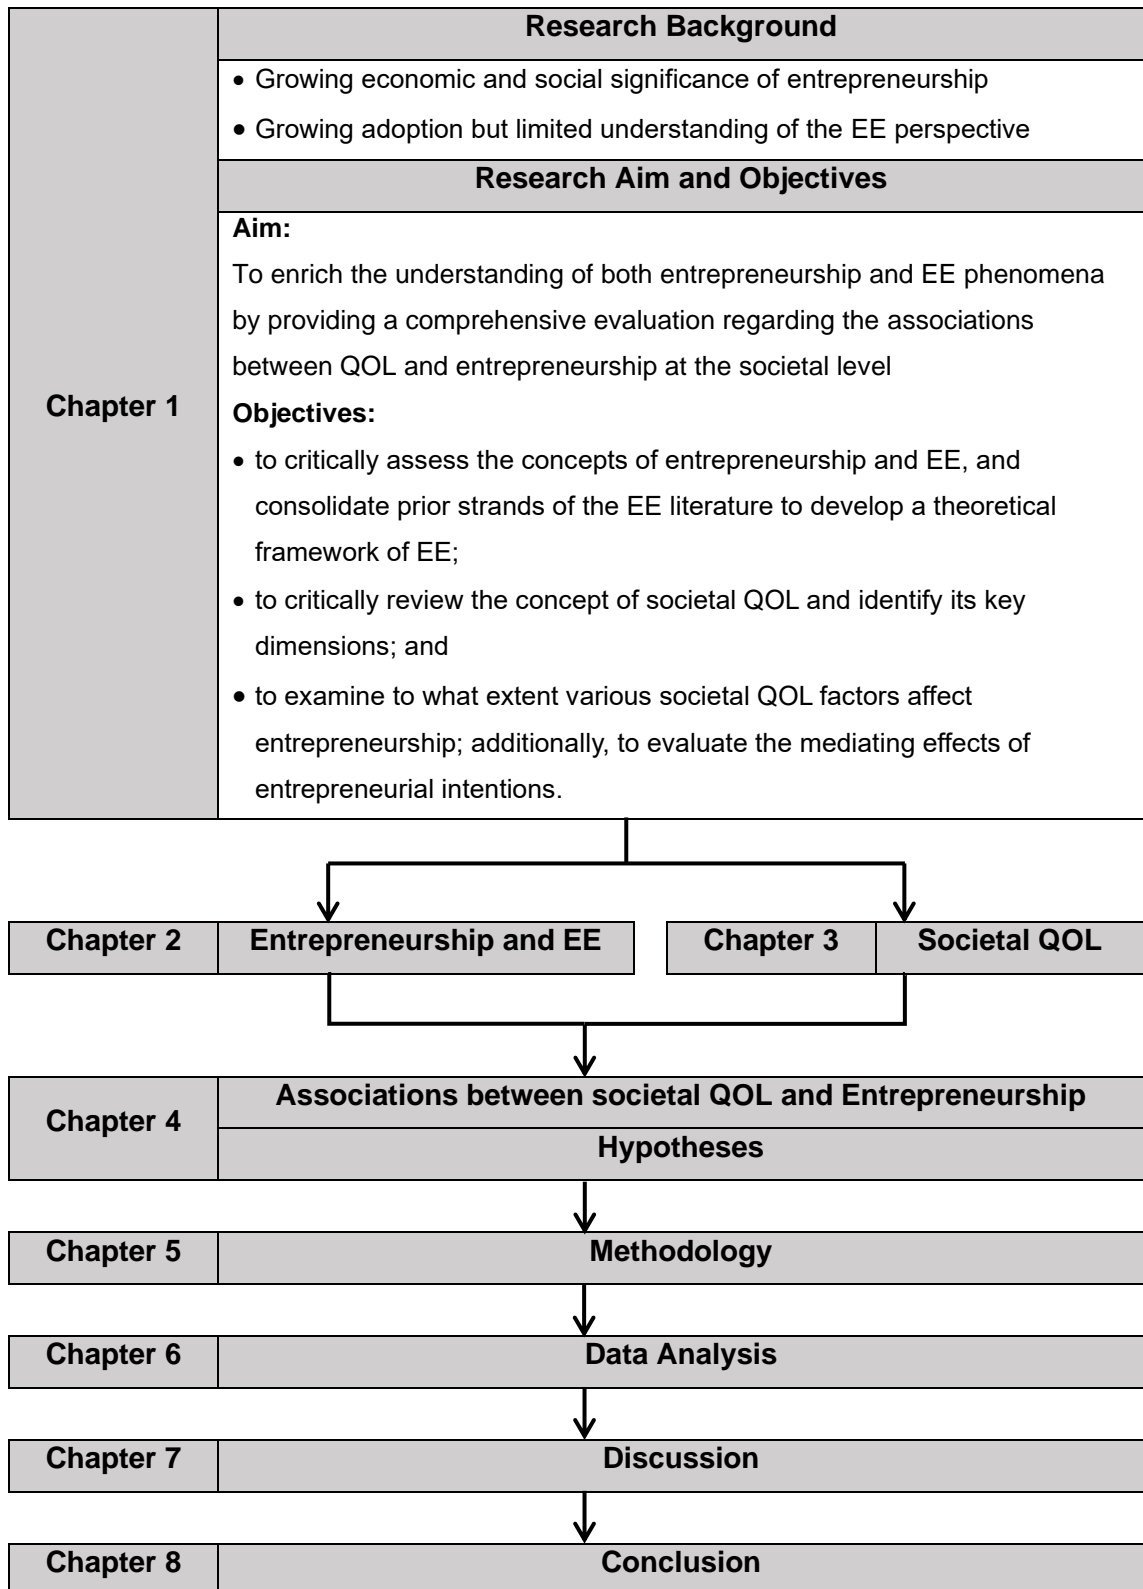 Research Background
• Growing economic and social significance of entrepreneurship
• Growing adoption but limited understanding of the EE perspective
Research Aim and Objectives
Chapter 1
Aim:
To enrich the understanding of both entrepreneurship and EE phenomena
by providing a comprehensive evaluation regarding the associations
between QOL and entrepreneurship at the societal level
Objectives:
• to critically assess the concepts of entrepreneurship and EE, and
consolidate prior strands of the EE literature to develop a theoretical
framework of EE;
• to critically review the concept of societal QOL and identify its key
dimensions; and
• to examine to what extent various societal QOL factors affect
entrepreneurship; additionally, to evaluate the mediating effects of
entrepreneurial intentions.
Chapter 2 Entrepreneurship and EE
Chapter 3 Societal QOL
Chapter 4
Associations between societal QOL and Entrepreneurship
Hypotheses
Chapter 5 Methodology
Chapter 6 Data Analysis
Chapter 7 Discussion
Chapter 8 Conclusion